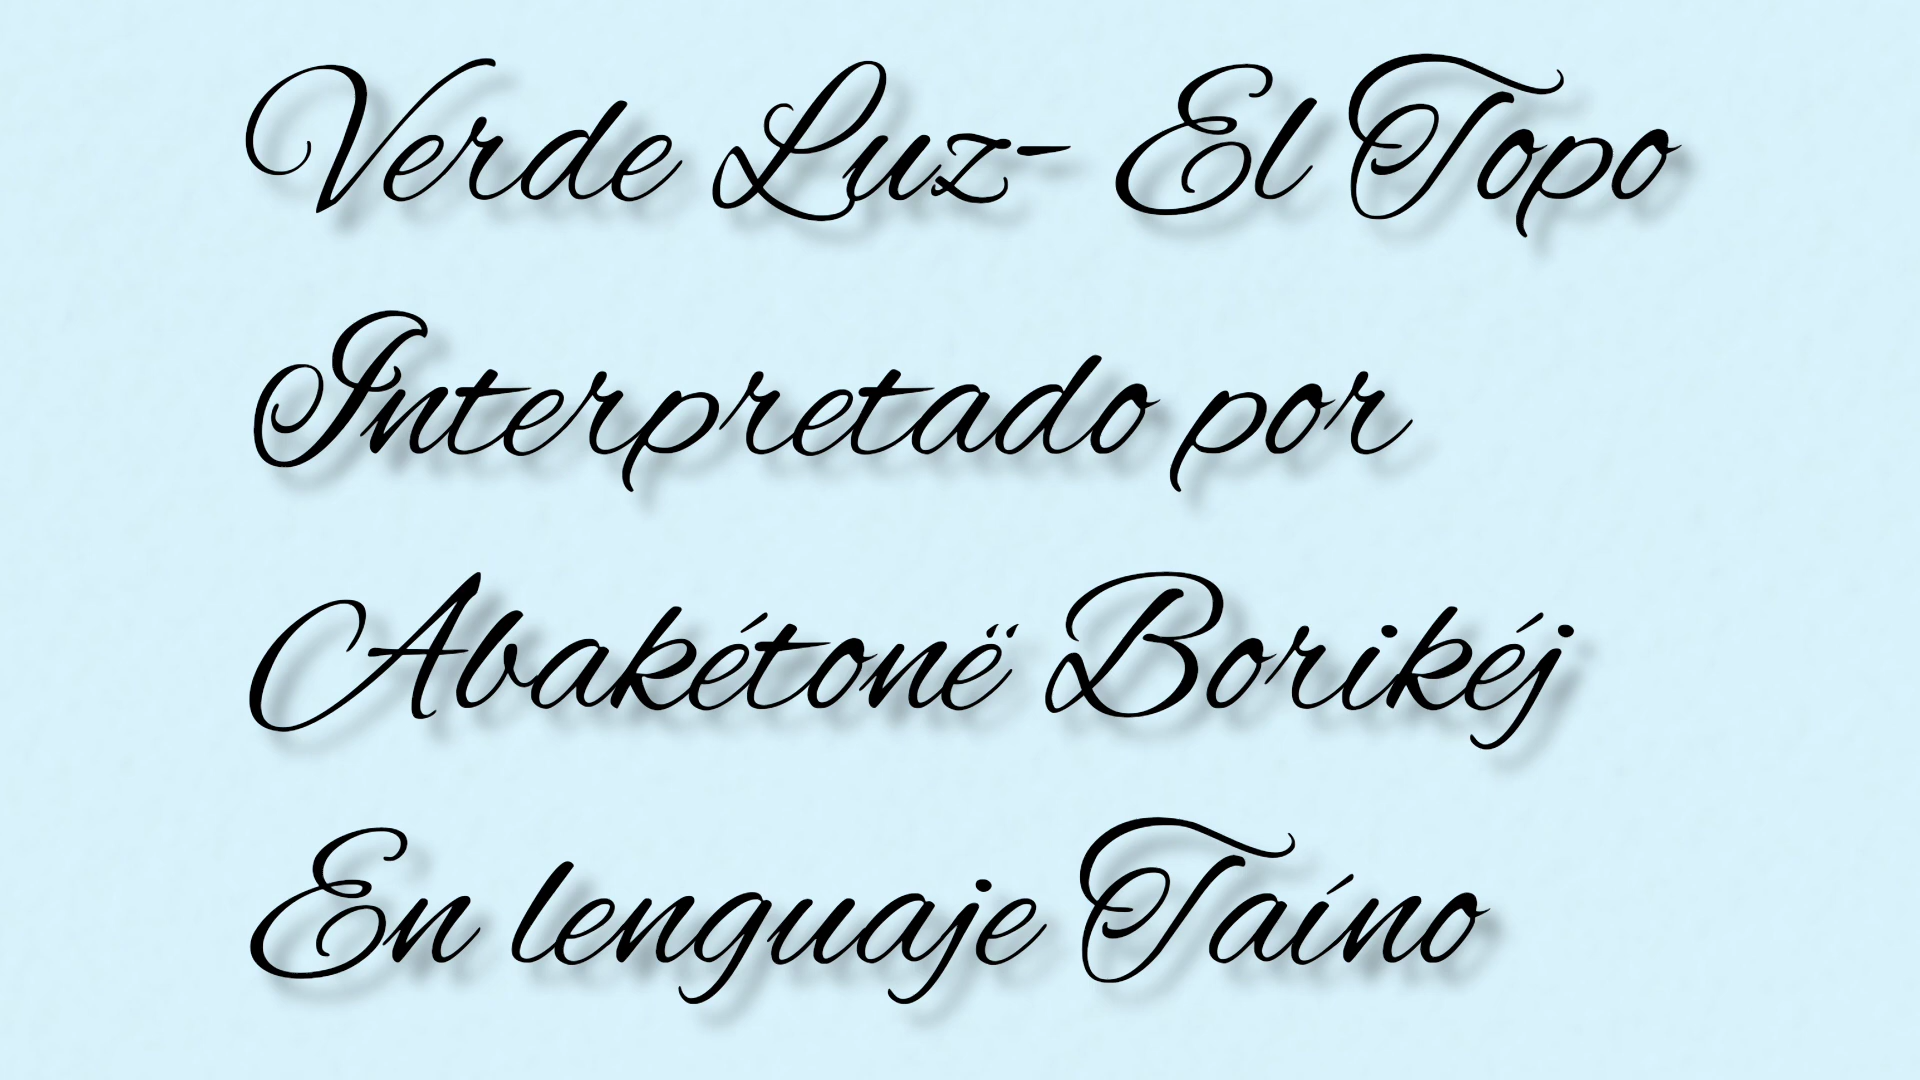 Verde Luz- El Topo
Interpretado por
Abakétonë Borikéj
En lenguaje Taíno